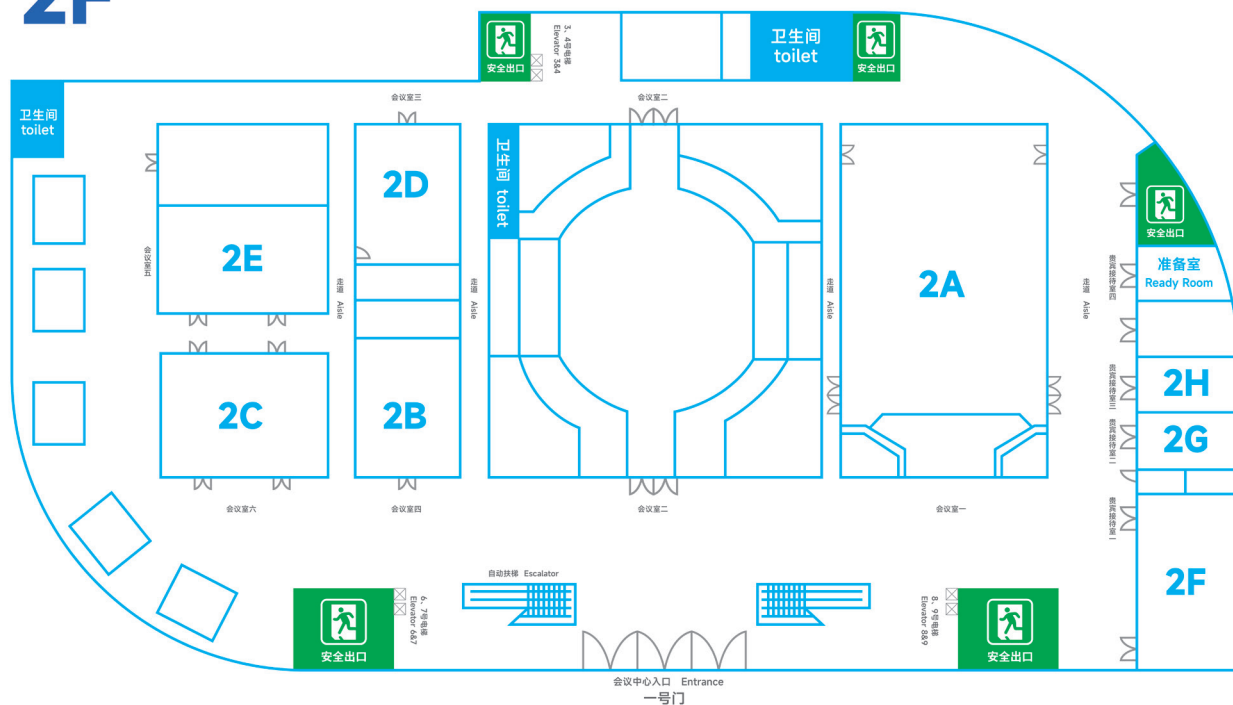 2F
安全出口
3、4号电梯
Elevator 3&4
卫生间
toilet
安全出口
卫生间
toilet
会议室三
会议室二
卫生间 toilet
2D
2E
会议室五
走道 Aisle
走道 Aisle
走道 Aisle
2A
走道 Aisle
安全出口
贵宾接待室四
准备室
Ready Room
贵宾接待室三
2H
2C
2B
贵宾接待室二
2G
会议室六
会议室四
会议室二
会议室一
贵宾接待室一
2F
自动扶梯 Escalator
安全出口
6、7号电梯
Elevator 6&7
8、9号电梯
Elevator 8&9
安全出口
会议中心入口 Entrance
一号门